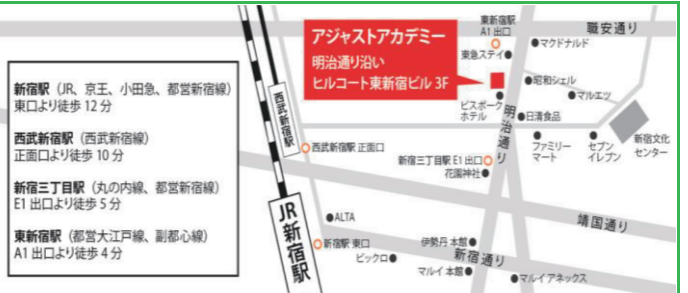 新宿駅（JR、京王、小田急、都営新宿線）
東口より徒歩 12 分
西武新宿駅（西武新宿線）
正面口より徒歩 10 分
新宿三丁目駅（丸の内線、都営新宿線）
E1 出口より徒歩 5 分
東新宿駅（都営大江戸線、副都心線）
A1 出口より徒歩 4 分
アジャストアカデミー
明治通り沿い
ヒルコート東新宿ビル 3F
東新宿駅
A1 出口
東急ステイ
マクドナルド
職安通り
昭和シェル
マルエツ
ビスポーク
ホテル
明治通り
日清食品
ファミリー
マート
セブン
イレブン
新宿文化
センター
西武新宿駅
西武新宿駅 正面口
新宿三丁目駅 E1 出口
花園神社
靖国通り
JR新宿駅
ALTA
新宿駅 東口
ビックロ
伊勢丹 本館
新宿通り
マルイ 本館
マルイアネックス